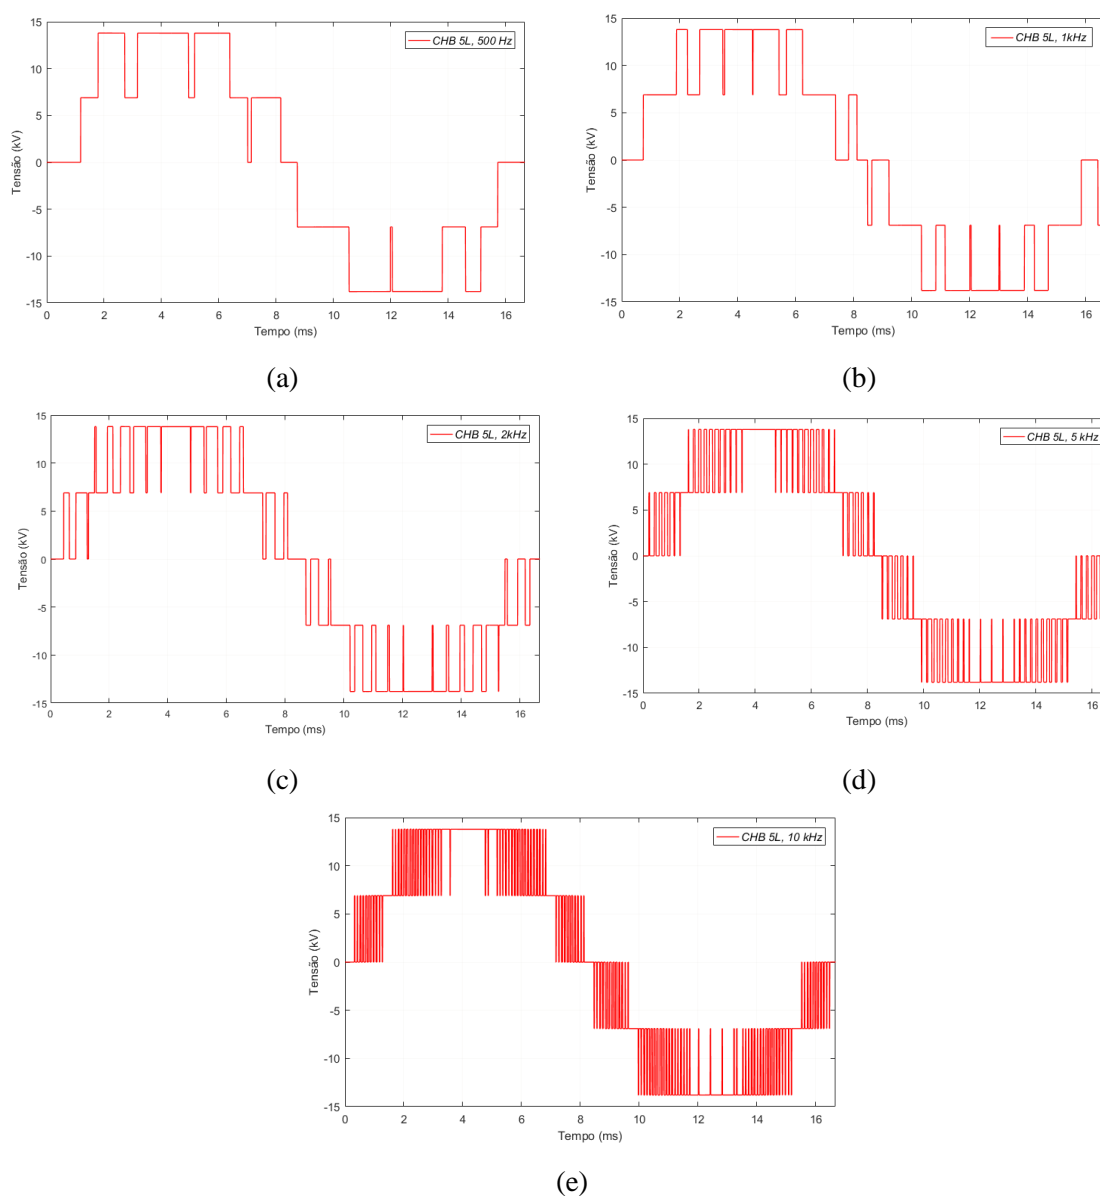 15
10
5
0
-5
-10
-15
Tensão (kV)
CHB 5L, 500 Hz
0 2 4 6 8 10 12 14 16
Tempo (ms)
(a)
15
10
5
0
-5
-10
-15
Tensão (kV)
CHB 5L, 1kHz
0 2 4 6 8 10 12 14 16
Tempo (ms)
(b)
15
10
5
0
-5
-10
-15
Tensão (kV)
CHB 5L, 2kHz
0 2 4 6 8 10 12 14 16
Tempo (ms)
(c)
15
10
5
0
-5
-10
-15
Tensão (kV)
CHB 5L, 5 kHz
0 2 4 6 8 10 12 14 16
Tempo (ms)
(d)
15
10
5
0
-5
-10
-15
Tensão (kV)
CHB 5L, 10 kHz
0 2 4 6 8 10 12 14 16
Tempo (ms)
(e)